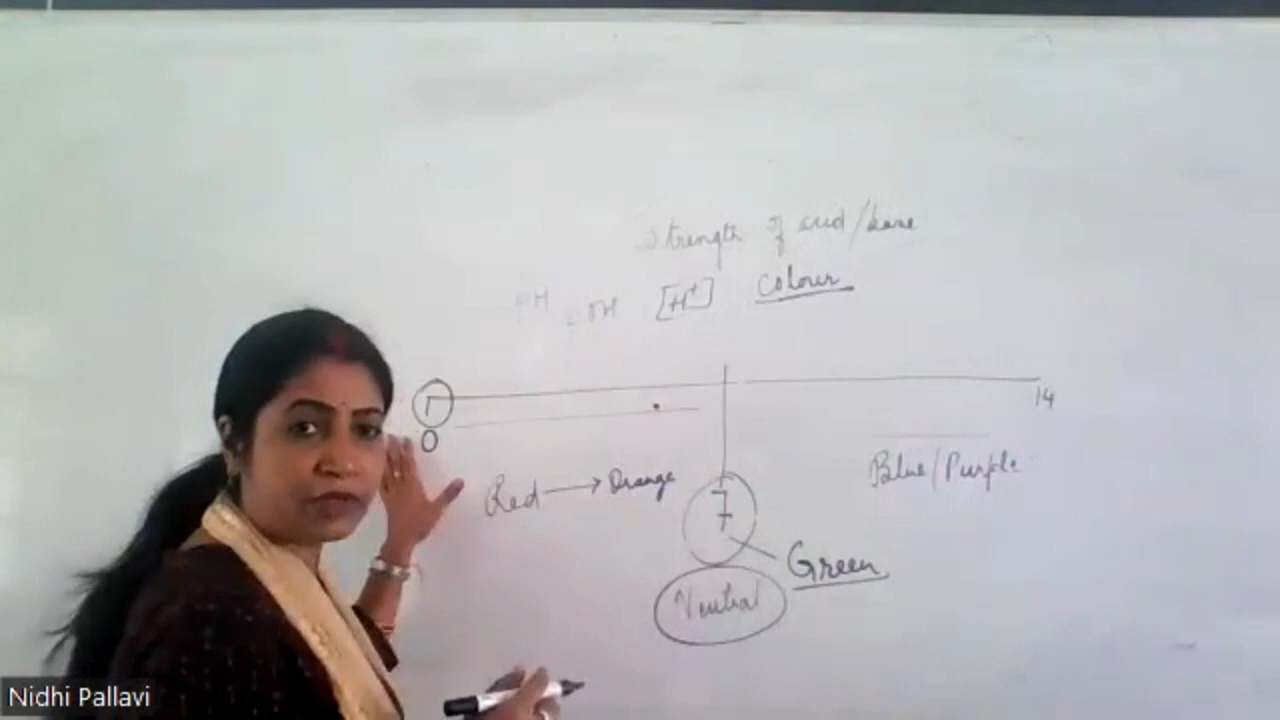 Strength of acid/base
PH POH [H+] Colour
1
0
14
Red → Orange
7
Blue/Purple
Green
Neutral
Nidhi Pallavi